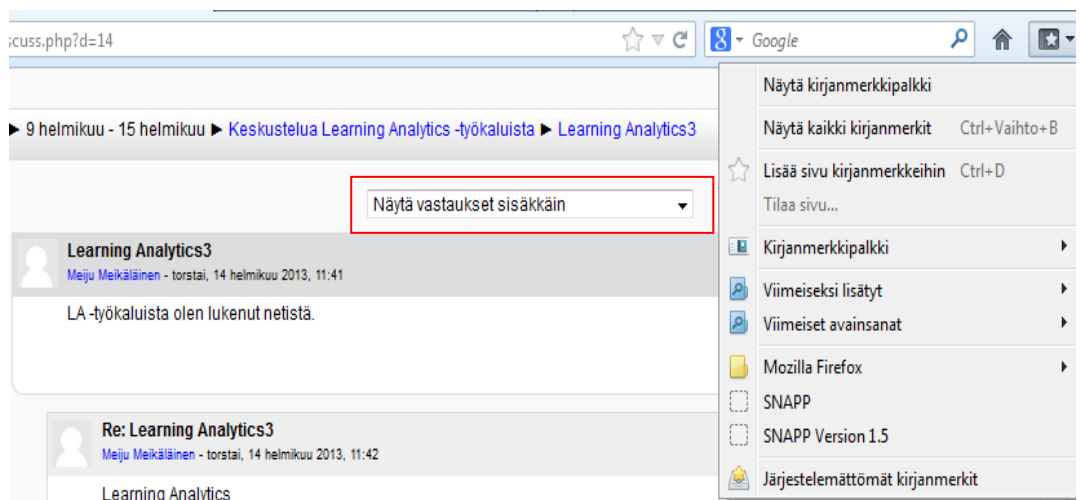 cuss.php?d=14
Google
▶ 9 helmikuu - 15 helmikuu ▶ Keskustelua Learning Analytics -työkaluista ▶ Learning Analytics3
Näytä vastaukset sisäkkäin
Learning Analytics3
Meiju Meikäläinen - torstai, 14 helmikuu 2013, 11:41
LA -työkaluista olen lukenut netistä.
Re: Learning Analytics3
Meiju Meikäläinen - torstai, 14 helmikuu 2013, 11:42
Learning Analytics
Näytä kirjanmerkkipalkki
Näytä kaikki kirjanmerkit Ctrl+Vaihto+B
Lisää sivu kirjanmerkkeihin Ctrl+D
Tilaa sivu...
Kirjanmerkkipalkki
Viimeiseksi lisätyt
Viimeiset avainsanat
Mozilla Firefox
SNAPP
SNAPP Version 1.5
Järjestelemättömät kirjanmerkit